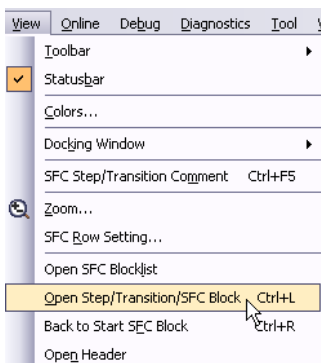 View Online Debug Diagnostics Tool
Toolbar
Statusbar
Colors...
Docking Window
SFC Step/Transition Comment Ctrl+F5
Zoom...
SFC Row Setting...
Open SFC Blocklist
Open Step/Transition/SFC Block Ctrl+L
Back to Start SFC Block Ctrl+R
Open Header